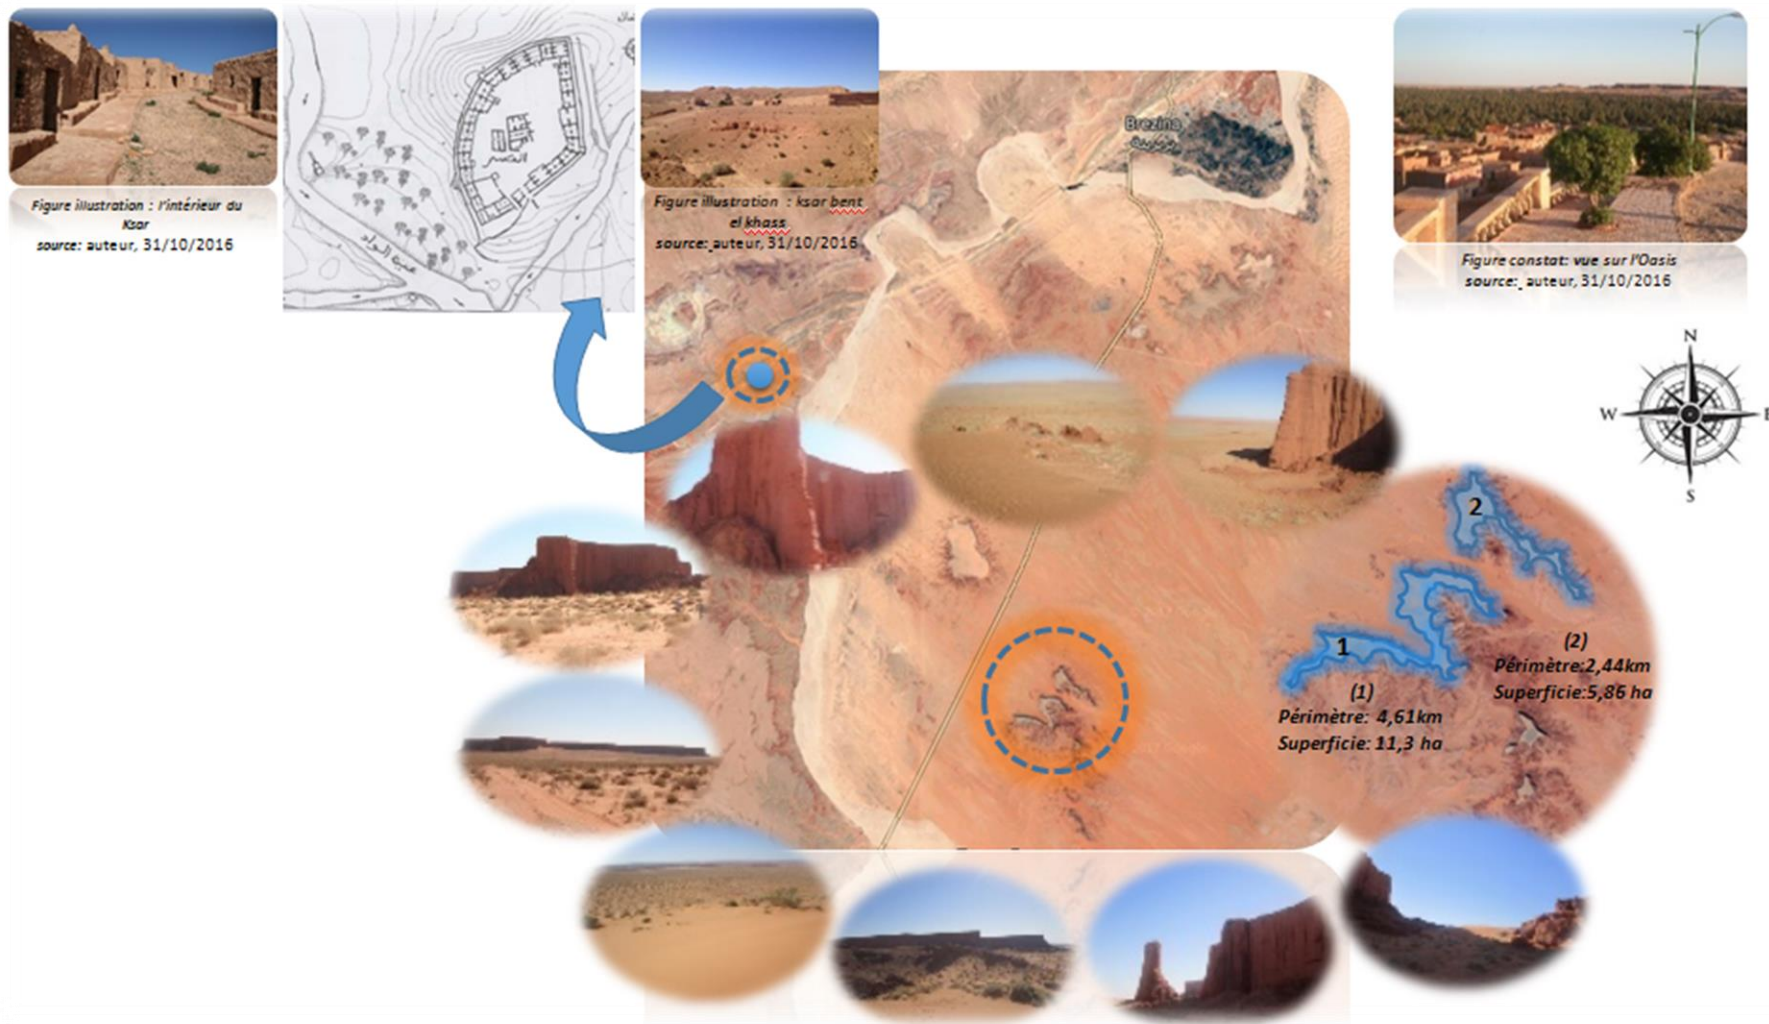 Figure illustration : l'intérieur du
Ksar
source: auteur, 31/10/2016
القصر
Figure illustration : ksar bent
el khass
source: auteur, 31/10/2016
Brezina
بريزينة
Figure constat: vue sur l'Oasis
source: auteur, 31/10/2016
N
W
E
S
2
1
(2)
Périmètre:2,44km
Superficie:5,86 ha
(1)
Périmètre: 4,61km
Superficie: 11,3 ha